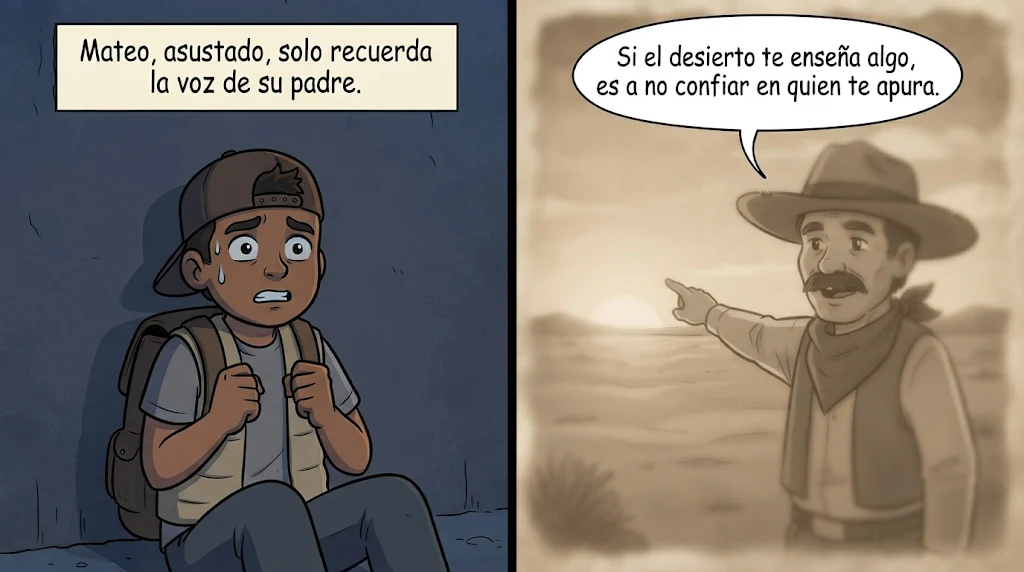 Mateo, asustado, solo recuerda
la voz de su padre.
Si el desierto te enseña algo,
es a no confiar en quien te apura.